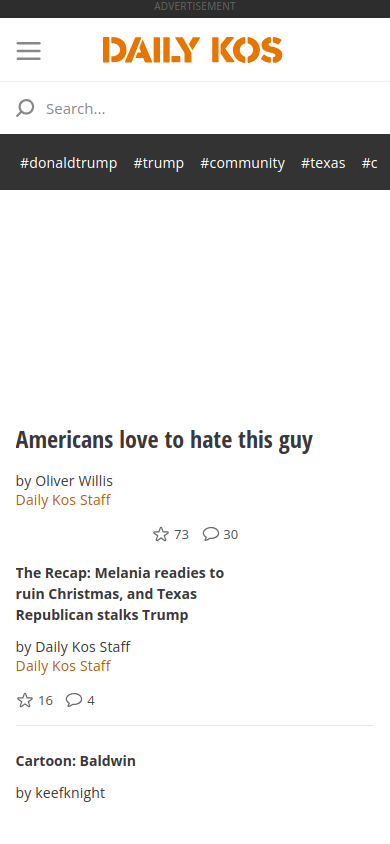 ADVERTISEMENT
DAILY KOS
Search...
#donaldtrump #trump #community #texas #c
Americans love to hate this guy
by Oliver Willis
Daily Kos Staff
73 30
The Recap: Melania readies to
ruin Christmas, and Texas
Republican stalks Trump
by Daily Kos Staff
Daily Kos Staff
16 4
Cartoon: Baldwin
by keefknight